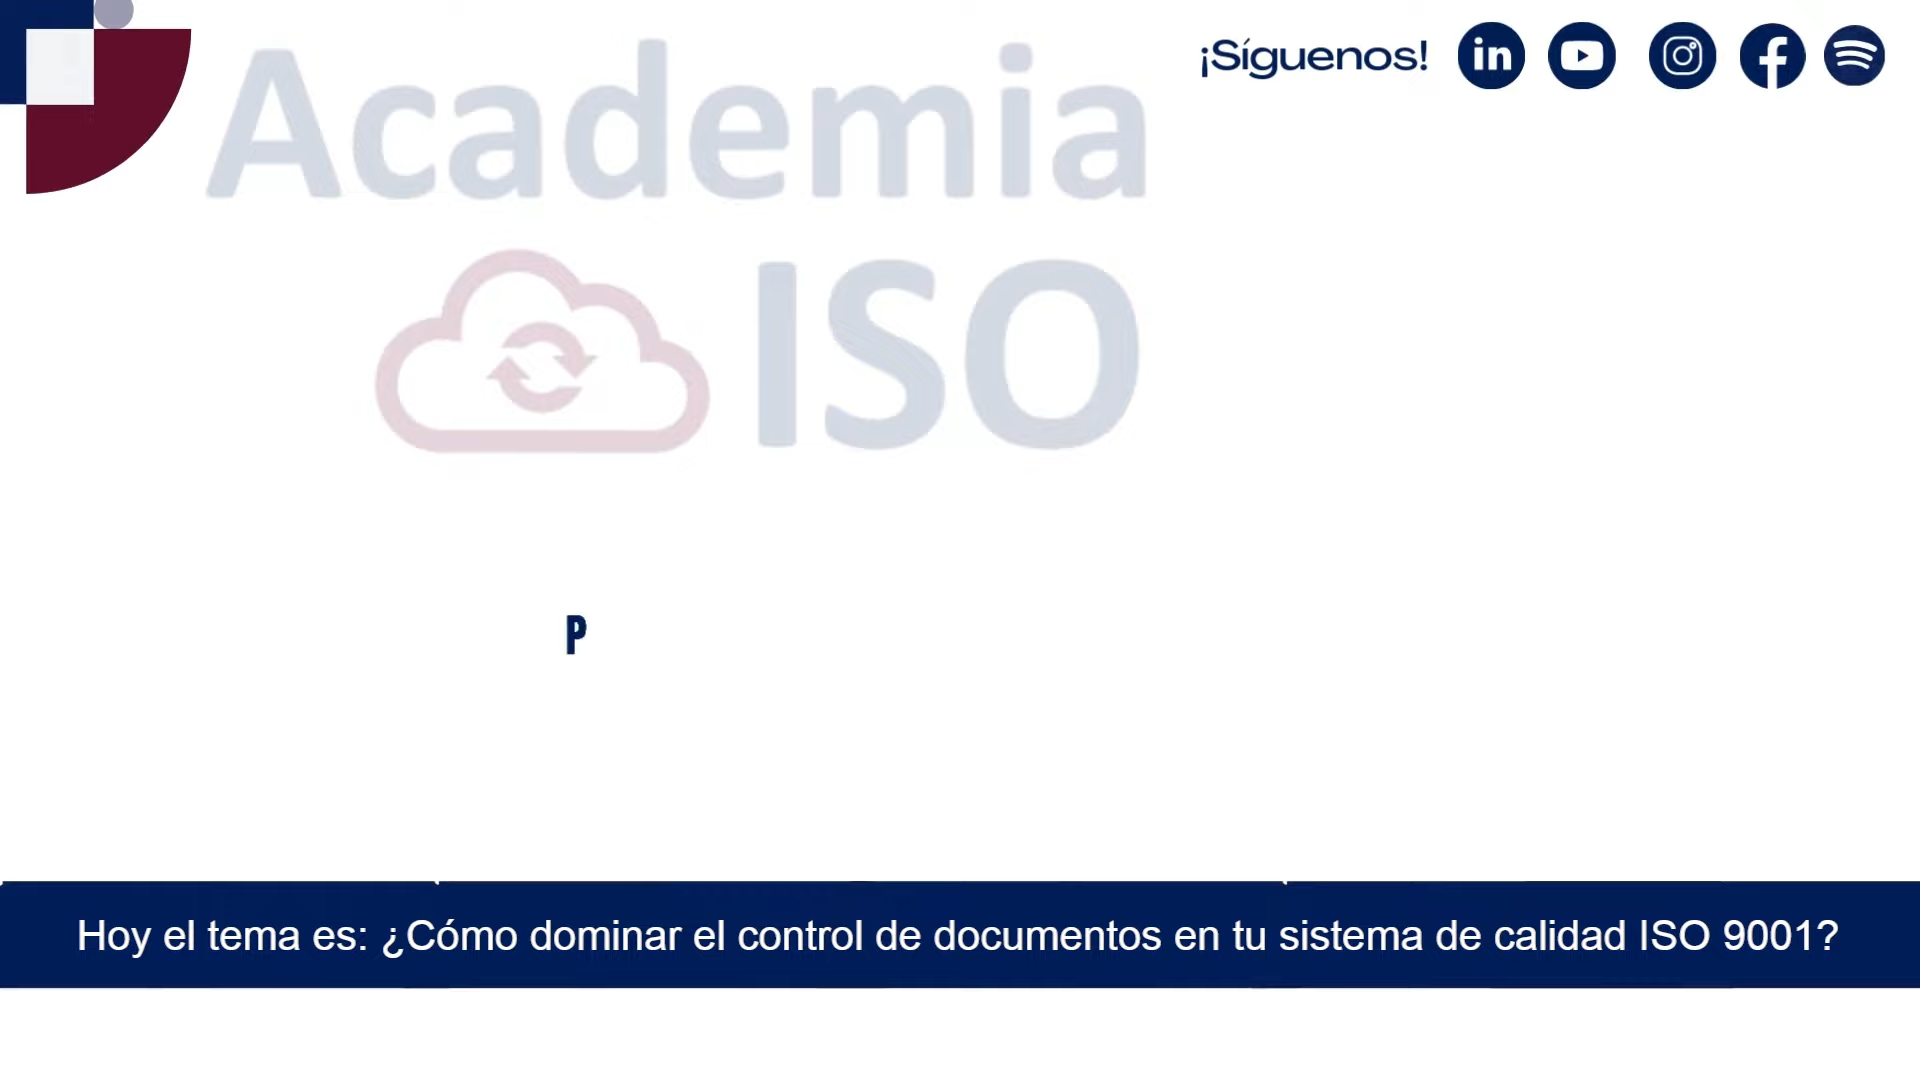 Academia
ISO
¡Síguenos!
P
Hoy el tema es: ¿Cómo dominar el control de documentos en tu sistema de calidad ISO 9001?